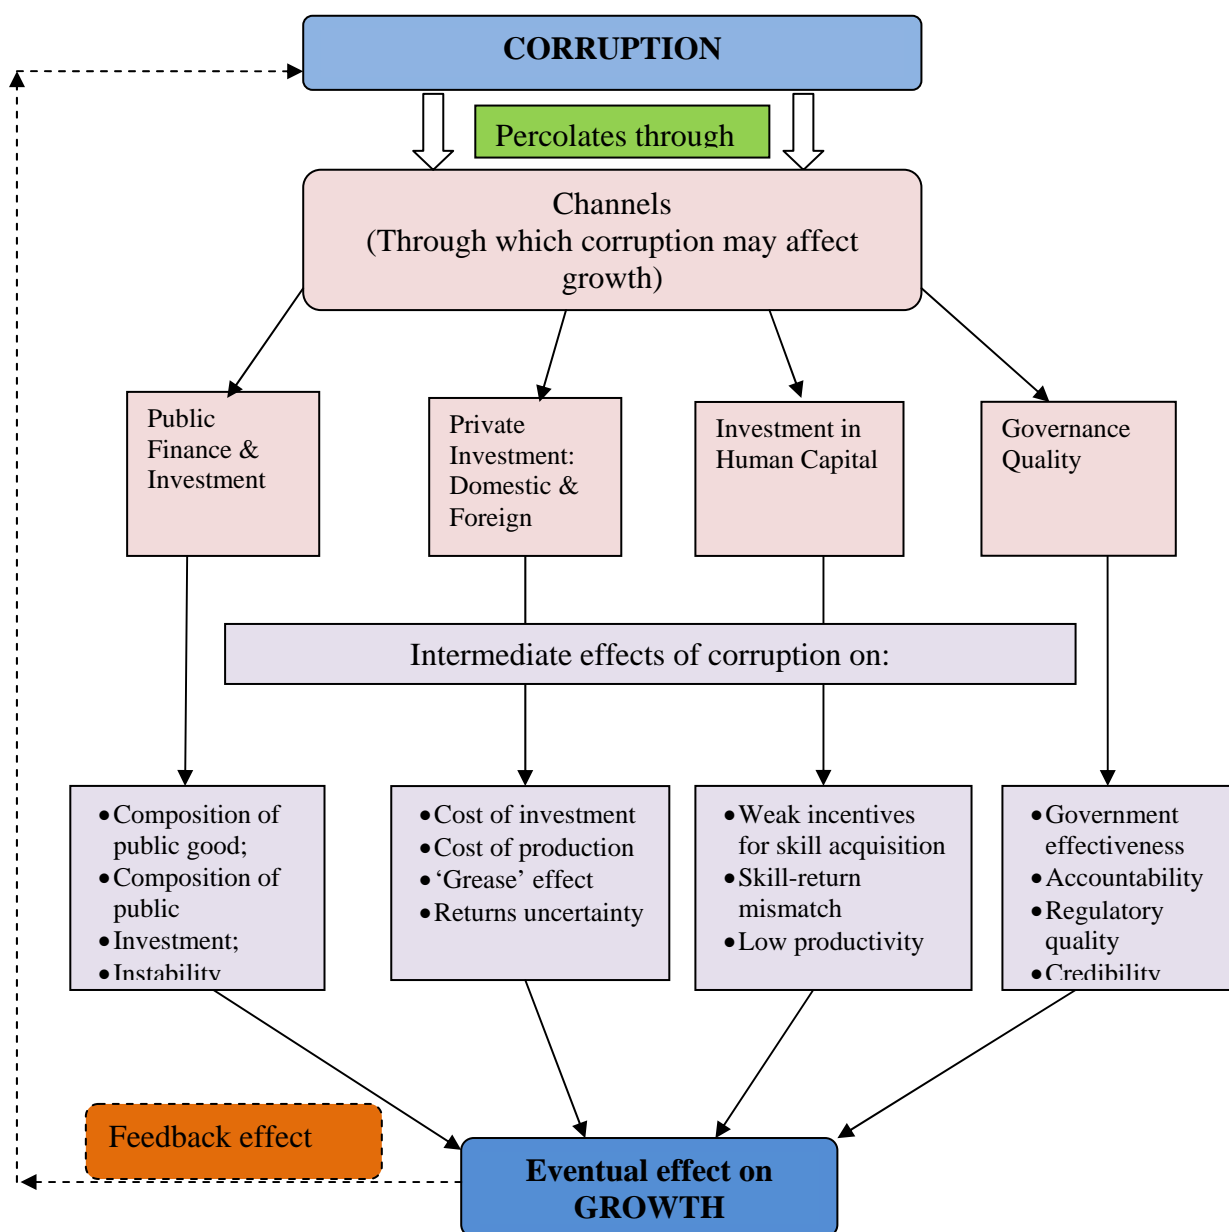 CORRUPTION
Percolates through
Channels
(Through which corruption may affect
growth)
Public
Finance &
Investment
Private
Investment:
Domestic &
Foreign
Investment in
Human Capital
Governance
Quality
Intermediate effects of corruption on:
•Composition of
public good;
•Composition of
public
•Investment;
•Instability
•Cost of investment
•Cost of production
•‘Grease’ effect
•Returns uncertainty
•Weak incentives
for skill acquisition
•Skill-return
mismatch
•Low productivity
•Government
effectiveness
•Accountability
•Regulatory
quality
•Credibility
Feedback effect
Eventual effect on
GROWTH